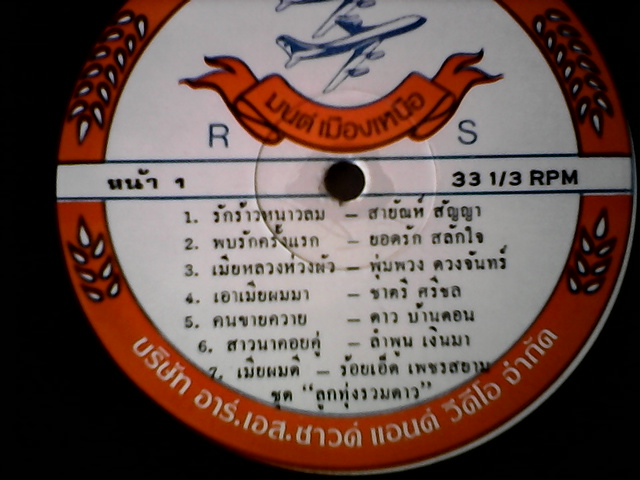 มนต์เมืองเหนือ
R S
หน้า 1 33 1/3 RPM
1. รักร้าวหนาวลม – สายัณห์ สัญญา
2. พบรักครั้งแรก – ยอดรัก สลักใจ
3. เมียหลวงห่วงผัว – พุ่มพวง ดวงจันทร์
4. เอาเมียผมมา – ชาตรี ศรีชล
5. คนขายควาย – ดาว บ้านดอน
6. สาวนาคอยคู่ – ลำพูน เงินมา
7. เมียผมดี – ร้อยเอ็ด เพชรสยาม
ชุด "ลูกทุ่งรวมดาว"
บริษัท อาร์.เอส.ซาวด์ แอนด์ วีดีโอ จำกัด